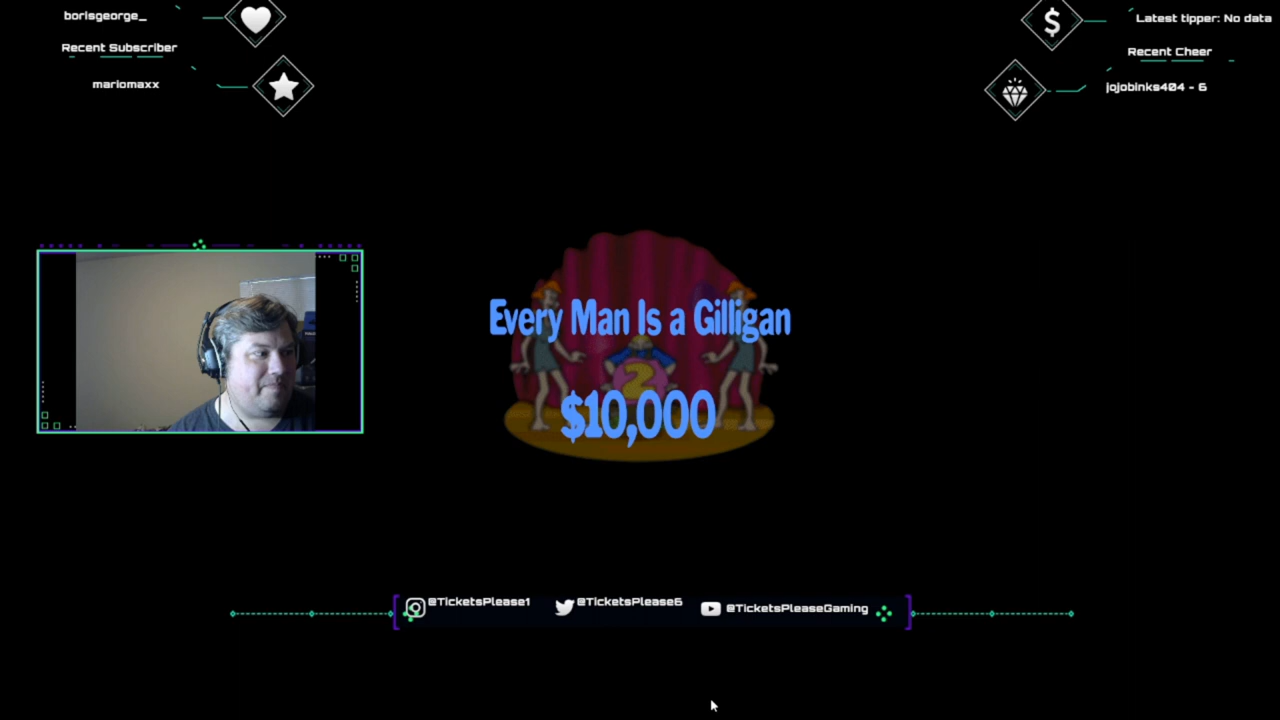 borisgeorge_
Recent Subscriber
mariomaxx
Latest tipper: No data
Recent Cheer
jojobinks404 - 6
Every Man Is a Gilligan
2
$10,000
@TicketsPlease1
@TicketsPlease6
@TicketsPleaseGaming